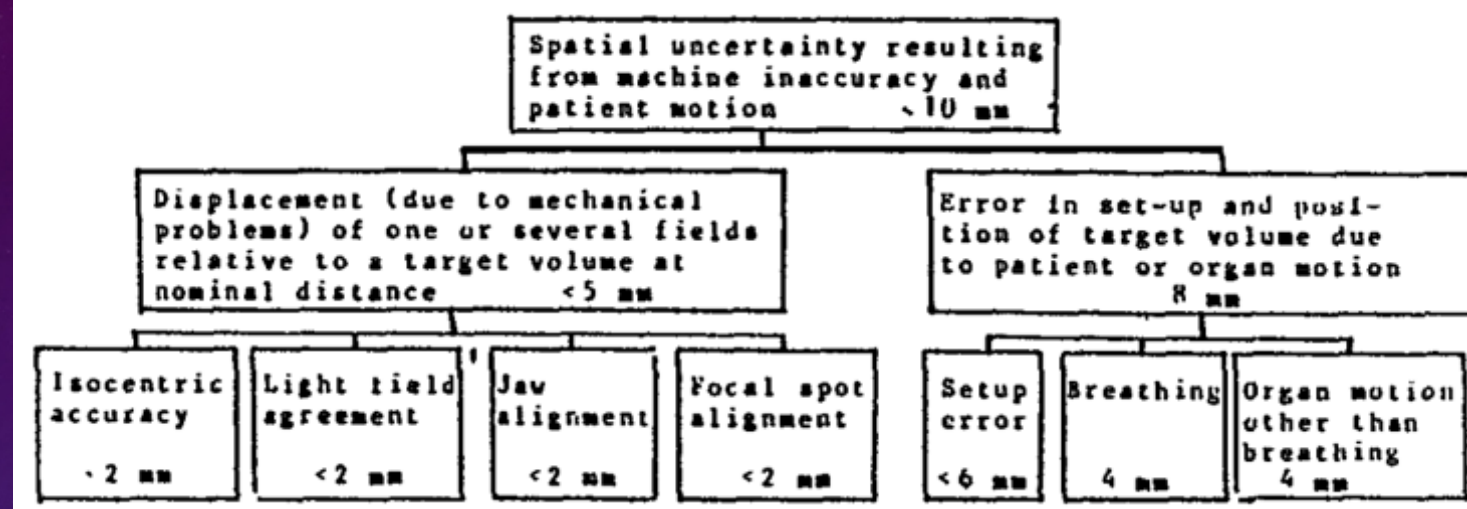 Spatial uncertainty resulting
from machine inaccuracy and
patient motion <10 mm
Displacement (due to mechanical
problems) of one or several fields
relative to a target volume at
nominal distance <5 mm
Error in set-up and posi-
tion of target volume due
to patient or organ motion
8 mm
Isocentric
accuracy
<2 mm
Light field
agreement
<2 mm
Jaw
alignment
<2 mm
Focal spot
alignment
<2 mm
Setup
error
<6 mm
Breathing
4 mm
Organ motion
other than
breathing
4 mm